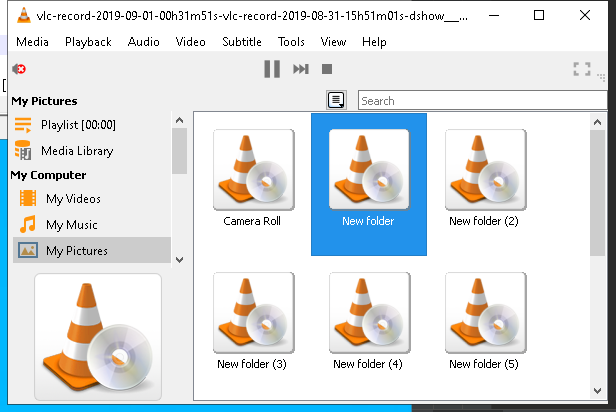 vlc-record-2019-09-01-00h31m51s-vlc-record-2019-08-31-15h51m01s-dshow__...
Media Playback Audio Video Subtitle Tools View Help
My Pictures
Search
Playlist [00:00]
Media Library
My Computer
My Videos
My Music
My Pictures
Camera Roll
New folder
New folder (2)
New folder (3)
New folder (4)
New folder (5)